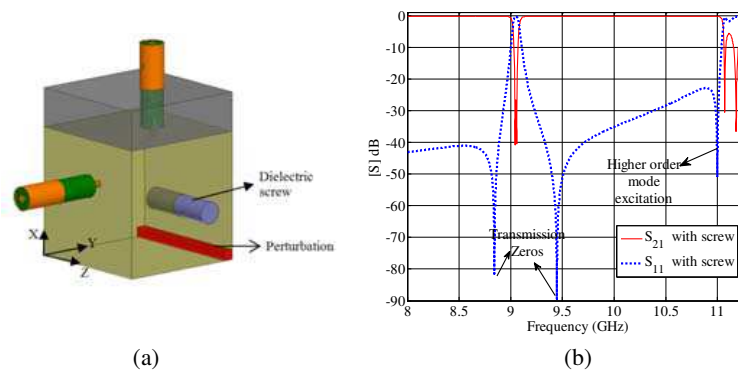 Dielectric
screw
Perturbation
X
Y
Z
(a)
[S] dB
0
-10
-20
-30
-40
-50
-60
-70
-80
-90
Higher order
mode
excitation
Transmission
Zeros
S21 with screw
S11 with screw
8
8.5
9
9.5
10
10.5
11
Frequency (GHz)
(b)